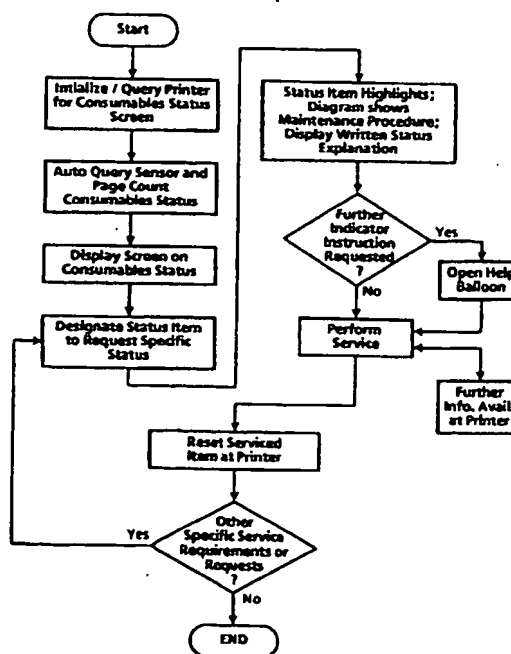 Start
Intialize / Query Printer
for Consumables Status
Screen
Auto Query Sensor and
Page Count
Consumables Status
Display Screen on
Consumables Status
Designate Status Item
to Request Specific
Status
Status Item Highlights;
Diagram shows
Maintenance Procedure;
Display Written Status
Explanation
Further
Indicator
Instruction
Requested
?
Yes
No
Open Help
Balloon
Perform
Service
Further
Info. Avail.
at Printer
Reset Serviced
Item at Printer
Other
Specific Service
Requirements or
Requests
?
Yes
No
END